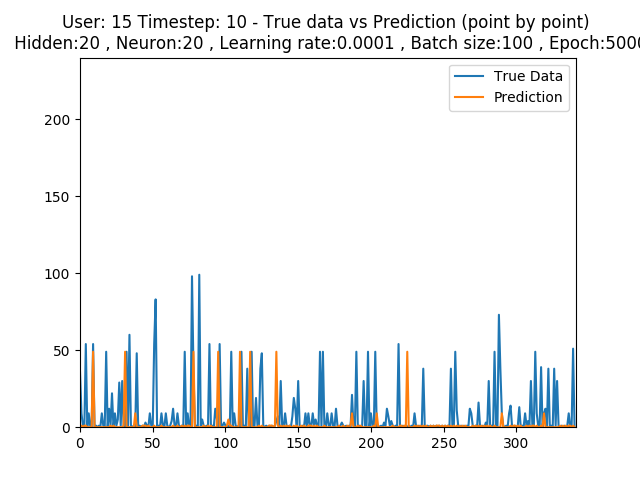 User: 15 Timestep: 10 - True data vs Prediction (point by point)
Hidden:20 , Neuron:20 , Learning rate:0.0001 , Batch size:100 , Epoch:5000
True Data
Prediction
200
150
100
50
0
0 50 100 150 200 250 300